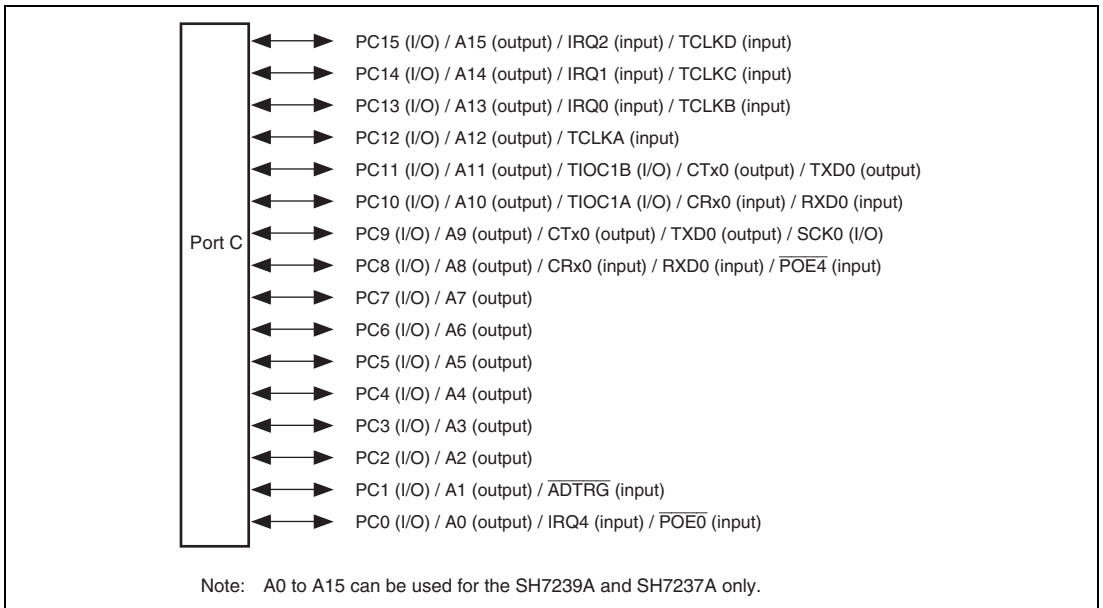 PC15 (I/O) / A15 (output) / IRQ2 (input) / TCLKD (input)
PC14 (I/O) / A14 (output) / IRQ1 (input) / TCLKC (input)
PC13 (I/O) / A13 (output) / IRQ0 (input) / TCLKB (input)
PC12 (I/O) / A12 (output) / TCLKA (input)
PC11 (I/O) / A11 (output) / TIOC1B (I/O) / CTx0 (output) / TXD0 (output)
PC10 (I/O) / A10 (output) / TIOC1A (I/O) / CRx0 (input) / RXD0 (input)
Port C
PC9 (I/O) / A9 (output) / CTx0 (output) / TXD0 (output) / SCK0 (I/O)
PC8 (I/O) / A8 (output) / CRx0 (input) / RXD0 (input) / POE4 (input)
PC7 (I/O) / A7 (output)
PC6 (I/O) / A6 (output)
PC5 (I/O) / A5 (output)
PC4 (I/O) / A4 (output)
PC3 (I/O) / A3 (output)
PC2 (I/O) / A2 (output)
PC1 (I/O) / A1 (output) / ADTRG (input)
PC0 (I/O) / A0 (output) / IRQ4 (input) / POE0 (input)
Note: A0 to A15 can be used for the SH7239A and SH7237A only.